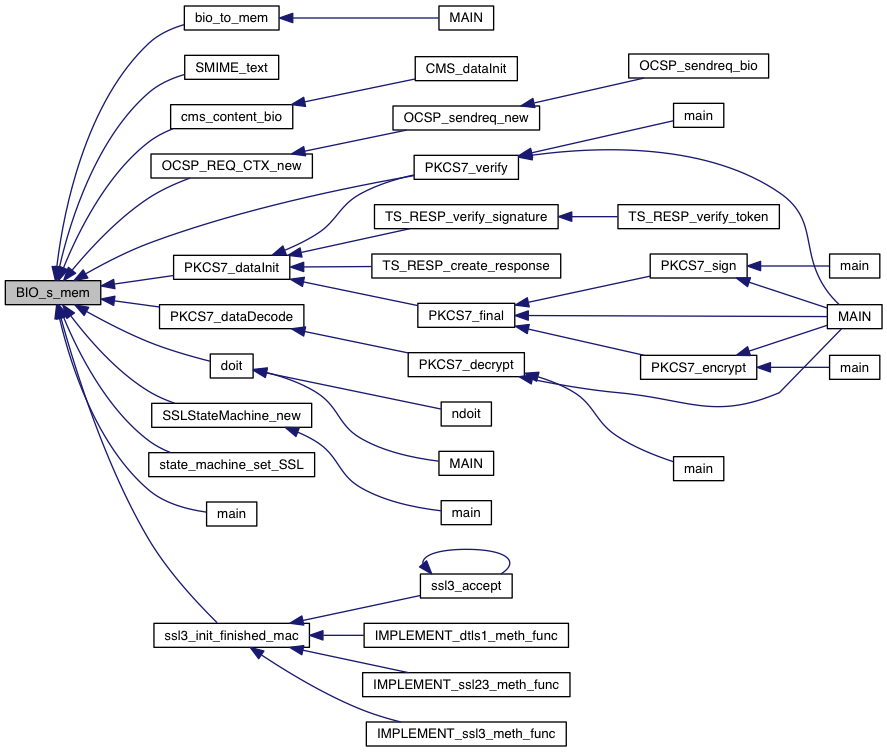 bio_to_mem
MAIN
SMIME_text
CMS_dataInit
OCSP_sendreq_bio
cms_content_bio
OCSP_sendreq_new
main
OCSP_REQ_CTX_new
PKCS7_verify
TS_RESP_verify_signature
TS_RESP_verify_token
PKCS7_dataInit
TS_RESP_create_response
PKCS7_sign
main
BIO_s_mem
PKCS7_dataDecode
PKCS7_final
MAIN
doit
PKCS7_decrypt
PKCS7_encrypt
main
SSLStateMachine_new
ndoit
state_machine_set_SSL
MAIN
main
main
main
ssl3_accept
ssl3_init_finished_mac
IMPLEMENT_dtls1_meth_func
IMPLEMENT_ssl23_meth_func
IMPLEMENT_ssl3_meth_func